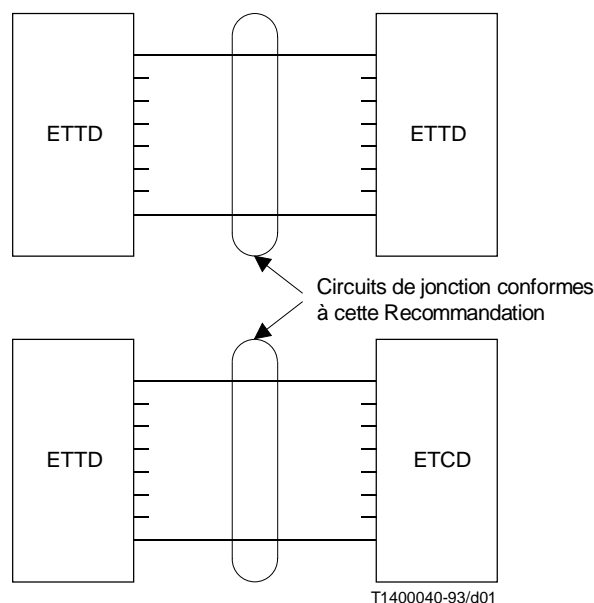 ETTD
ETTD
Circuits de jonction conformes
à cette Recommandation
ETTD
ETCD
T1400040-93/d01